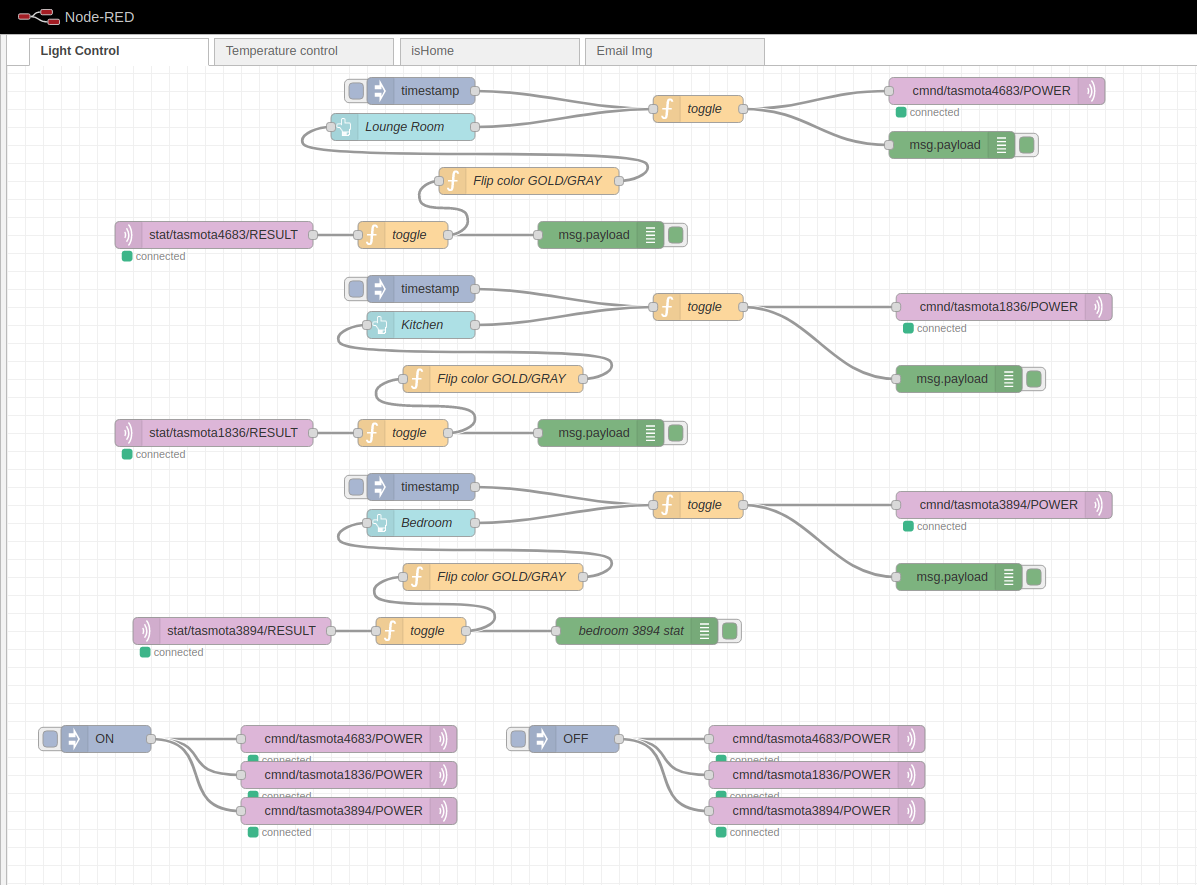 Node-RED
Light Control
Temperature control
isHome
Email Img
timestamp
cmnd/tasmota4683/POWER
toggle
connected
Lounge Room
msg.payload
Flip color GOLD/GRAY
stat/tasmota4683/RESULT
toggle
msg.payload
connected
timestamp
toggle
cmnd/tasmota1836/POWER
Kitchen
connected
Flip color GOLD/GRAY
msg.payload
stat/tasmota1836/RESULT
toggle
msg.payload
connected
timestamp
toggle
cmnd/tasmota3894/POWER
Bedroom
connected
Flip color GOLD/GRAY
msg.payload
stat/tasmota3894/RESULT
toggle
bedroom 3894 stat
connected
ON
cmnd/tasmota4683/POWER
connected
cmnd/tasmota1836/POWER
connected
cmnd/tasmota3894/POWER
connected
OFF
cmnd/tasmota4683/POWER
connected
cmnd/tasmota1836/POWER
connected
cmnd/tasmota3894/POWER
connected